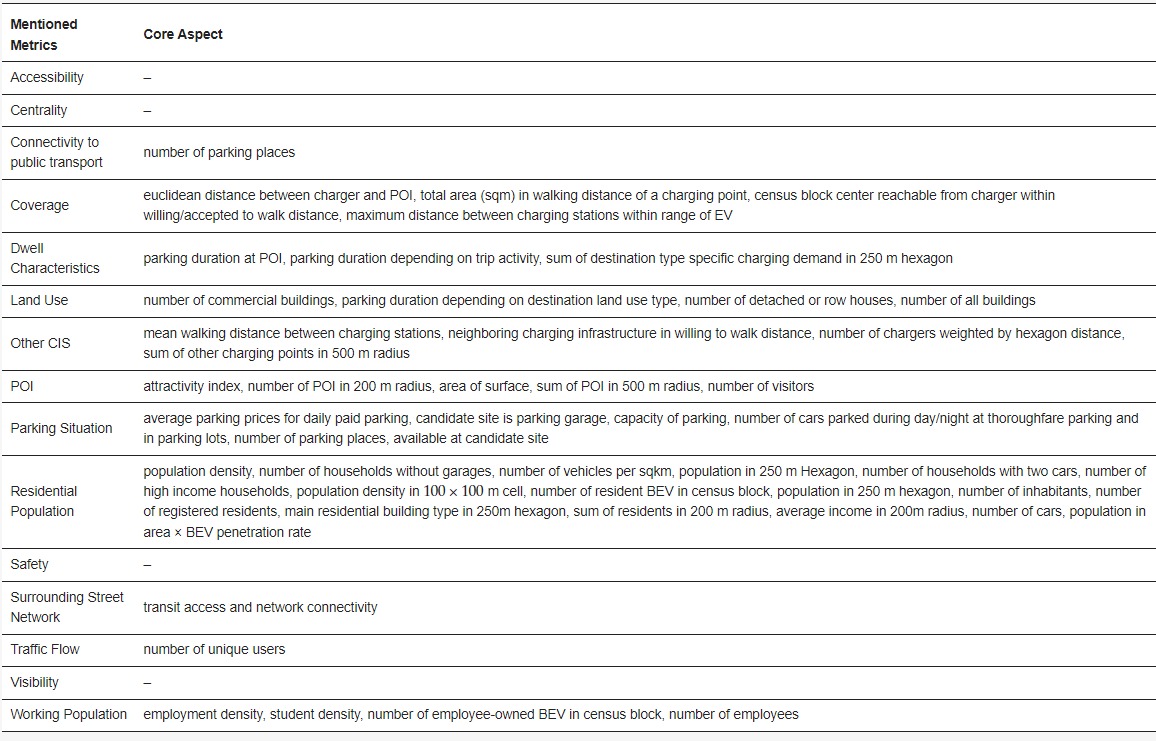 Mentioned
Metrics
Core Aspect
Accessibility
–
Centrality
–
Connectivity to
public transport
number of parking places
Coverage
euclidean distance between charger and POI, total area (sqm) in walking distance of a charging point, census block center reachable from charger within
willing/accepted to walk distance, maximum distance between charging stations within range of EV
Dwell
Characteristics
parking duration at POI, parking duration depending on trip activity, sum of destination type specific charging demand in 250 m hexagon
Land Use
number of commercial buildings, parking duration depending on destination land use type, number of detached or row houses, number of all buildings
Other CIS
mean walking distance between charging stations, neighboring charging infrastructure in willing to walk distance, number of chargers weighted by hexagon distance,
sum of other charging points in 500 m radius
POI
attractivity index, number of POI in 200 m radius, area of surface, sum of POI in 500 m radius, number of visitors
Parking Situation
average parking prices for daily paid parking, candidate site is parking garage, capacity of parking, number of cars parked during day/night at thoroughfare parking and
in parking lots, number of parking places, available at candidate site
Residential
Population
population density, number of households without garages, number of vehicles per sqkm, population in 250 m Hexagon, number of households with two cars, number of
high income households, population density in 100 × 100 m cell, number of resident BEV in census block, population in 250 m hexagon, number of inhabitants, number
of registered residents, main residential building type in 250m hexagon, sum of residents in 200 m radius, average income in 200m radius, number of cars, population in
area × BEV penetration rate
Safety
–
Surrounding Street
Network
transit access and network connectivity
Traffic Flow
number of unique users
Visibility
–
Working Population
employment density, student density, number of employee-owned BEV in census block, number of employees